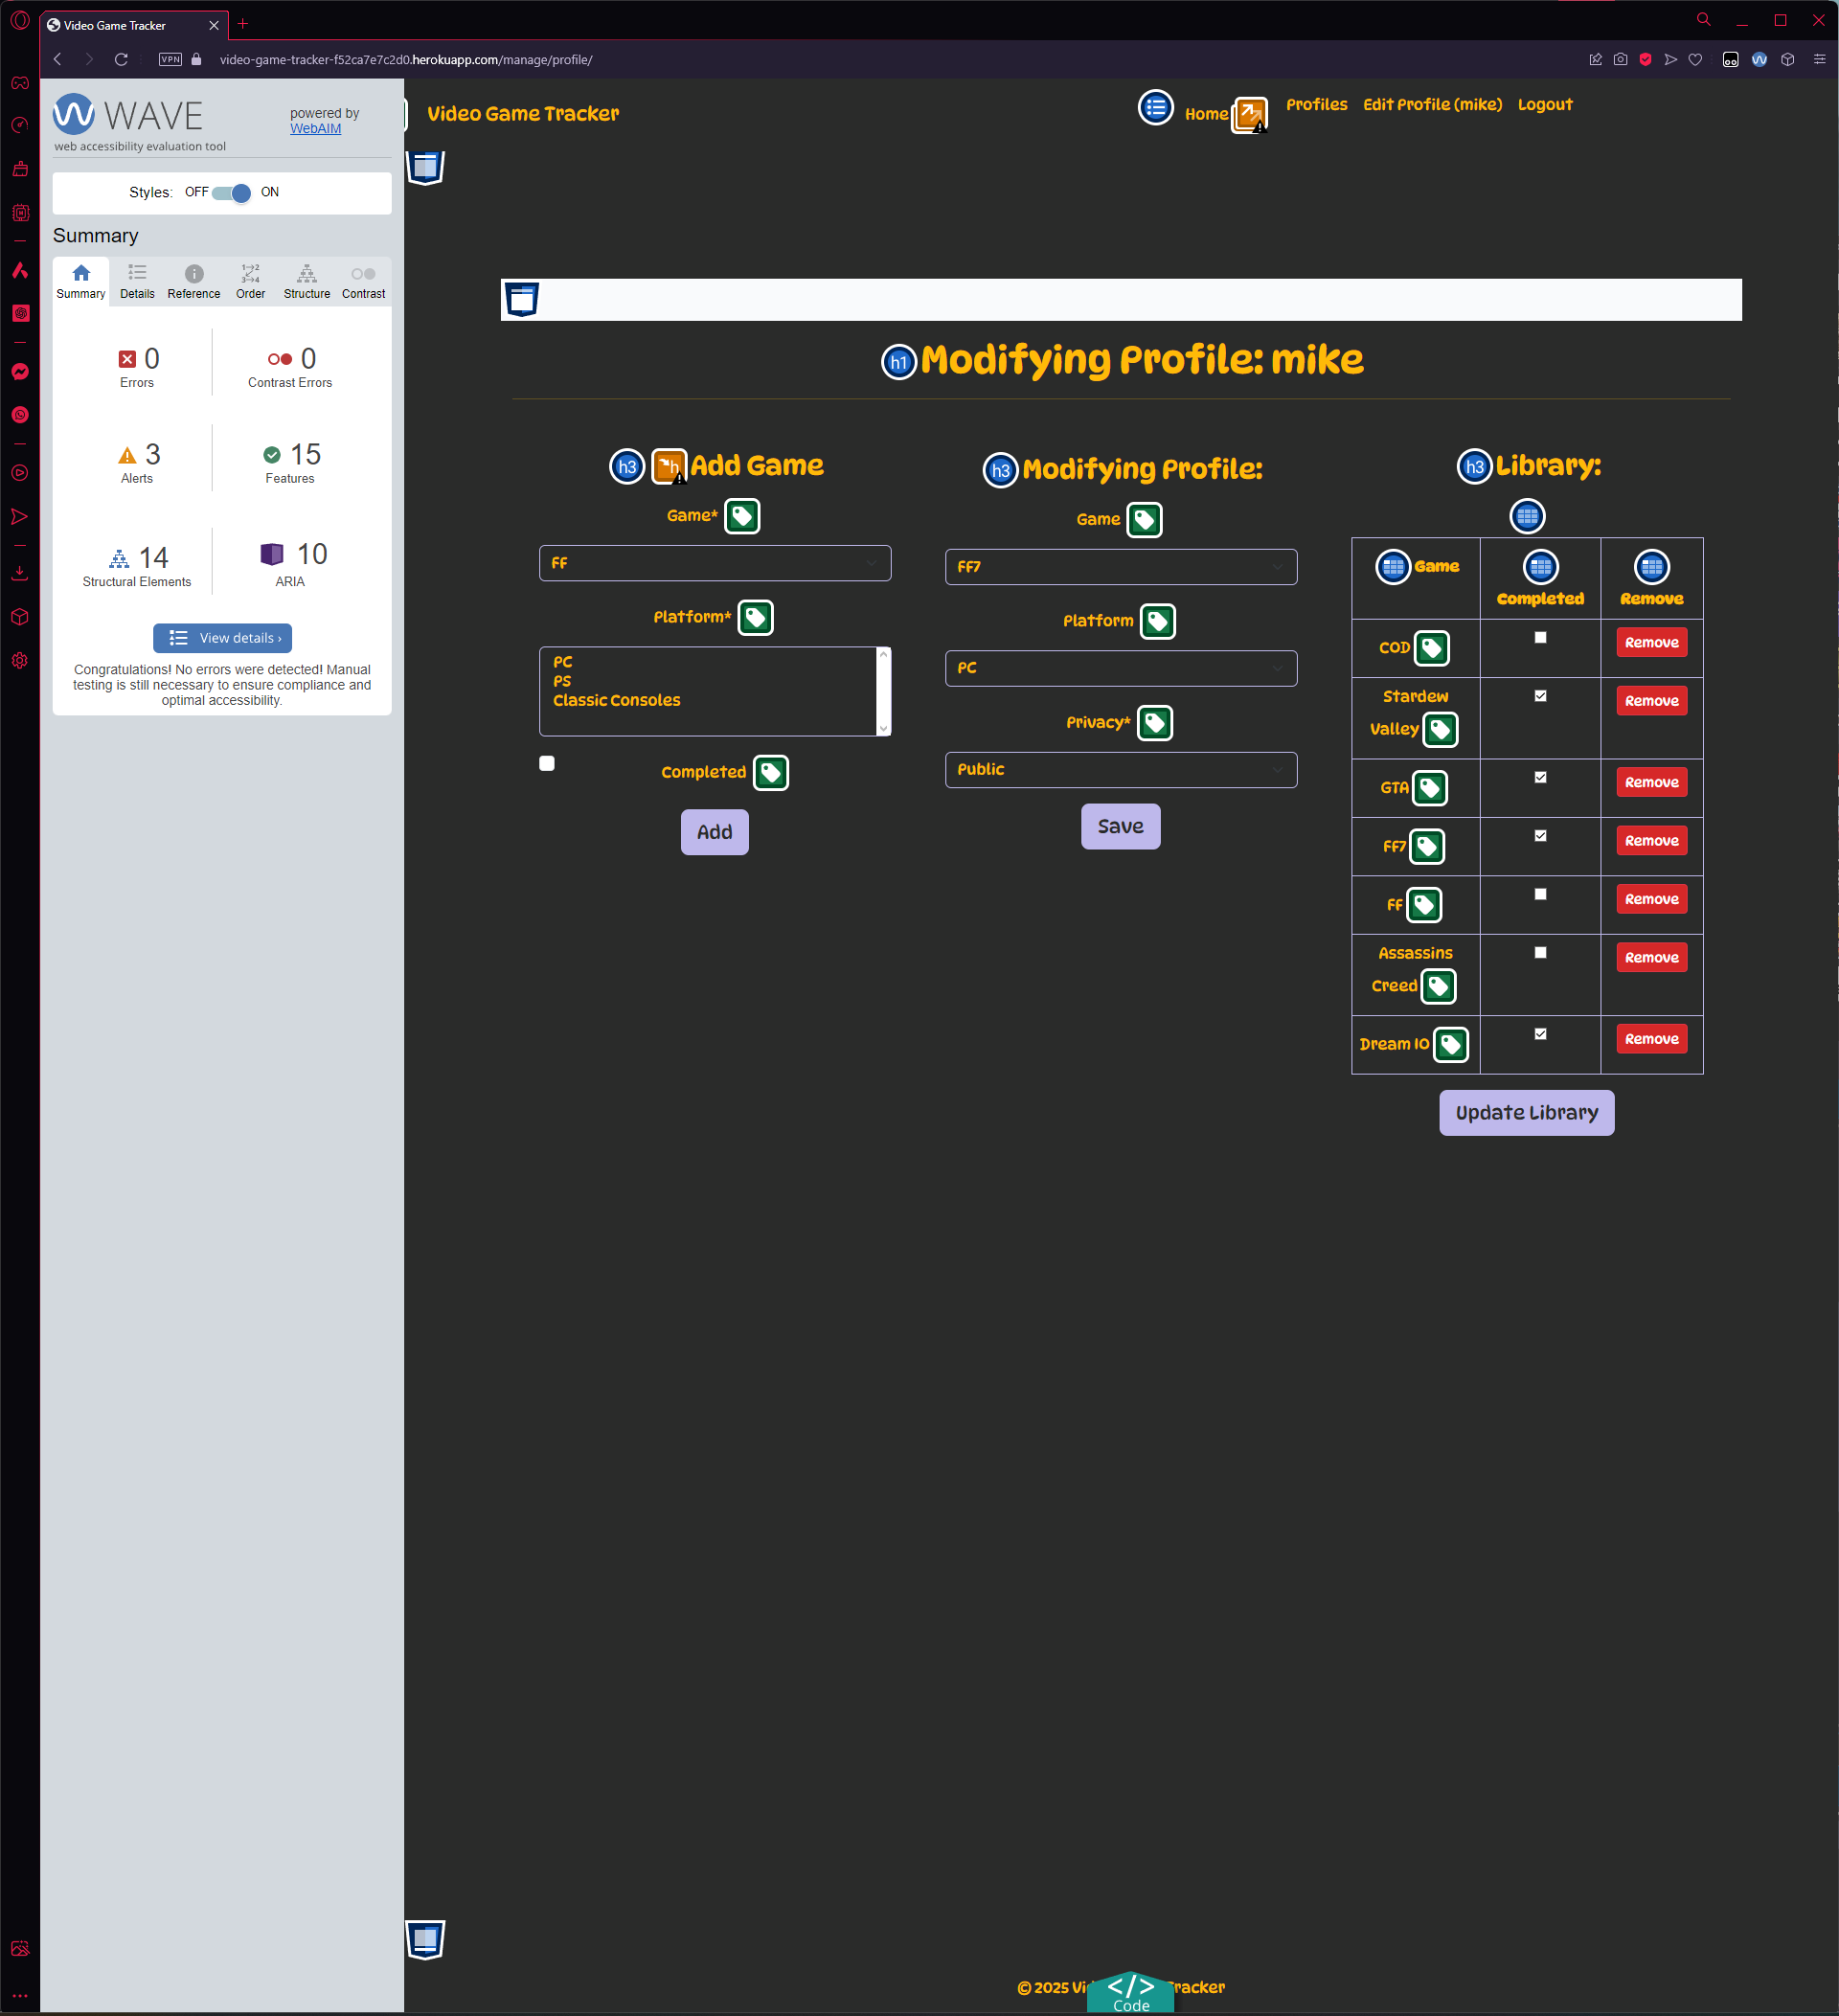 Video Game Tracker
VPN
video-game-tracker-f52ca7e7c2d0.herokuapp.com/manage/profile/
WAVE
web accessibility evaluation tool
powered by
WebAIM
Styles: OFF ON
Summary
Summary Details Reference Order Structure Contrast
0
Errors
0
Contrast Errors
3
Alerts
15
Features
14
Structural Elements
10
ARIA
View details ›
Congratulations! No errors were detected! Manual
testing is still necessary to ensure compliance and
optimal accessibility.
Video Game Tracker
Home Profiles Edit Profile (mike) Logout
h1 Modifying Profile: mike
h3 h Add Game
Game*
FF
Platform*
PC
PS
Classic Consoles
Completed
Add
h3 Modifying Profile:
Game
FF7
Platform
PC
Privacy*
Public
Save
h3 Library:
Game Completed Remove
COD Remove
Stardew
Valley Remove
GTA Remove
FF7 Remove
FF Remove
Assassins
Creed Remove
Dream 10 Remove
Update Library
© 2025 Vi Tracker
</>
Code